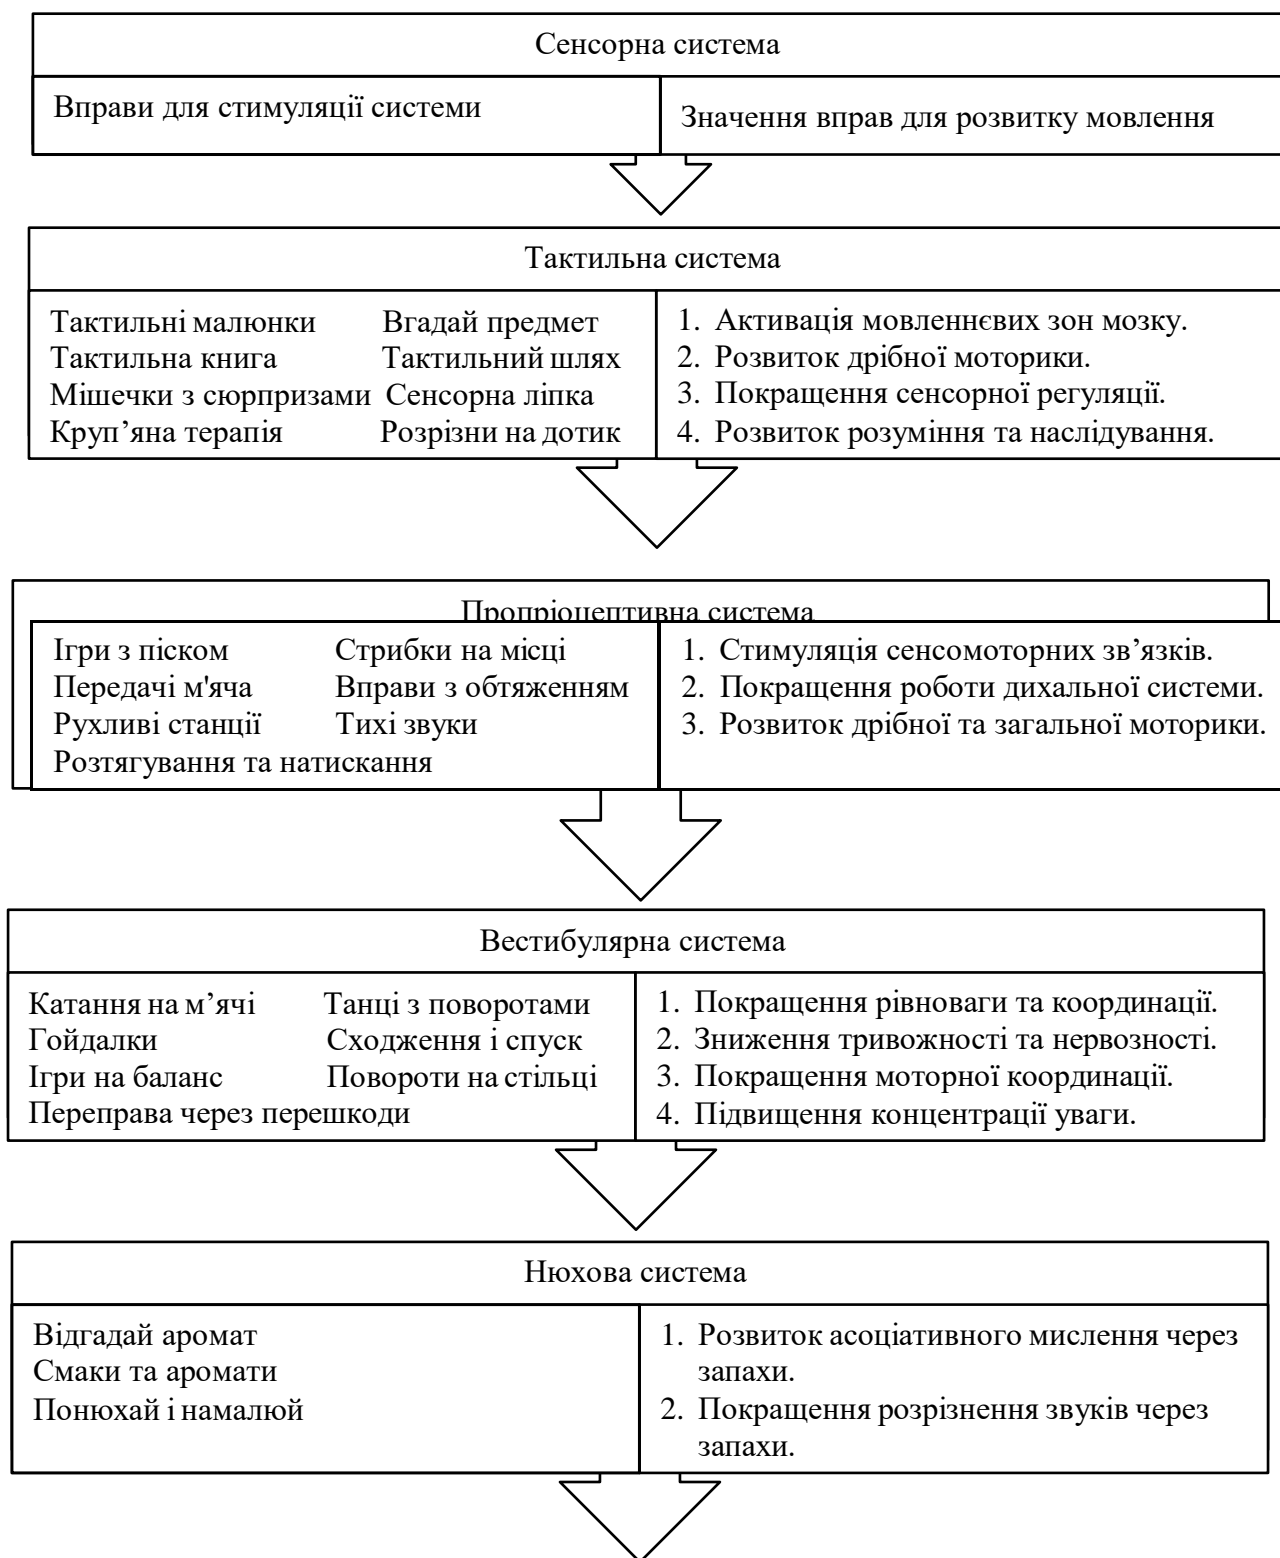 Сенсорна система
Вправи для стимуляції системи
Значення вправ для розвитку мовлення
Тактильна система
Тактильні малюнки Вгадай предмет
Тактильна книга Тактильний шлях
Мішечки з сюрпризами Сенсорна ліпка
Круп’яна терапія Розрізни на дотик
1. Активація мовленнєвих зон мозку.
2. Розвиток дрібної моторики.
3. Покращення сенсорної регуляції.
4. Розвиток розуміння та наслідування.
Пропріоцептивна система
Ігри з піском Стрибки на місці
Передачі м'яча Вправи з обтяженням
Рухливі станції Тихі звуки
Розтягування та натискання
1. Стимуляція сенсомоторних зв’язків.
2. Покращення роботи дихальної системи.
3. Розвиток дрібної та загальної моторики.
Вестибулярна система
Катання на м’ячі Танці з поворотами
Гойдалки Сходження і спуск
Ігри на баланс Повороти на стільці
Переправа через перешкоди
1. Покращення рівноваги та координації.
2. Зниження тривожності та нервозності.
3. Покращення моторної координації.
4. Підвищення концентрації уваги.
Нюхова система
Відгадай аромат
Смаки та аромати
Понюхай і намалюй
1. Розвиток асоціативного мислення через
запахи.
2. Покращення розрізнення звуків через
запахи.